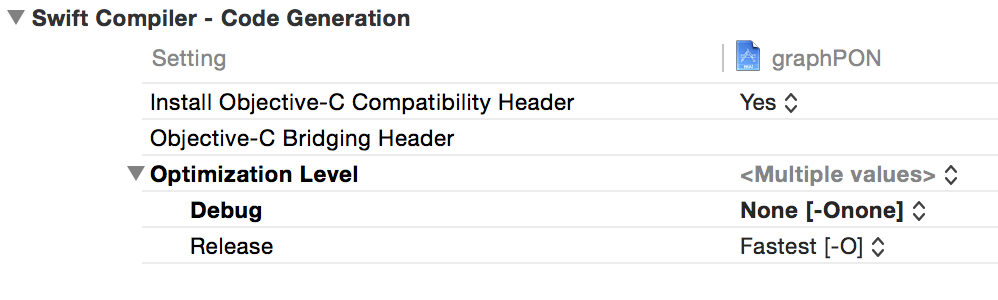 Swift Compiler - Code Generation
Setting graphPON
Install Objective-C Compatibility Header Yes
Objective-C Bridging Header
Optimization Level <Multiple values>
Debug None [-Onone]
Release Fastest [-O]